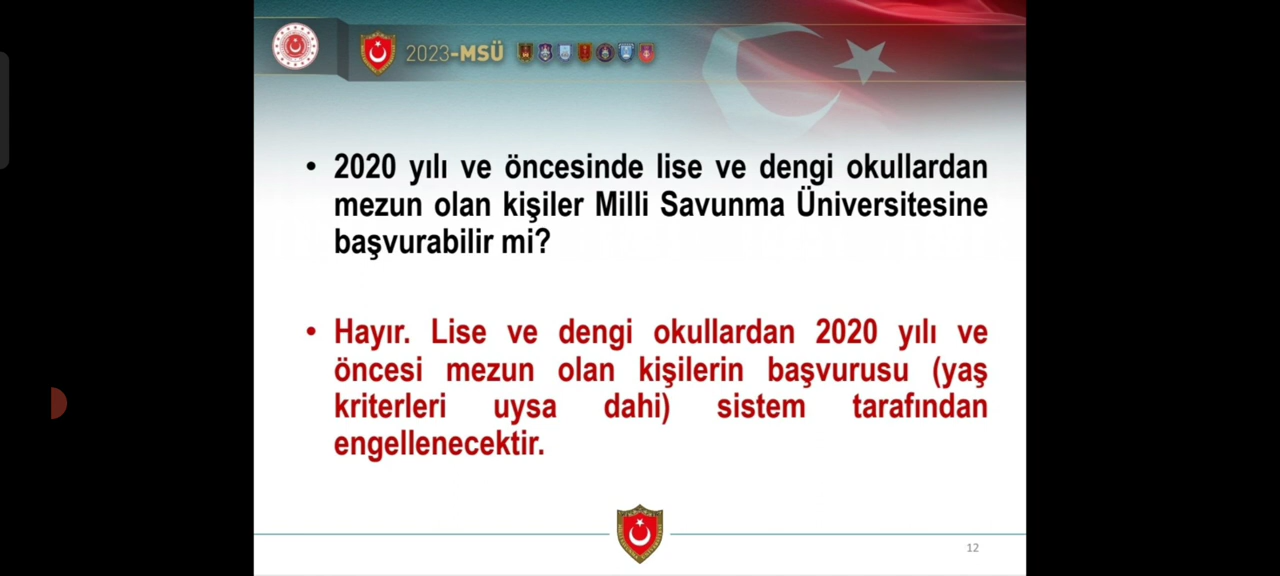 2023-MSÜ
• 2020 yılı ve öncesinde lise ve dengi okullardan
mezun olan kişiler Milli Savunma Üniversitesine
başvurabilir mi?
• Hayır. Lise ve dengi okullardan 2020 yılı ve
öncesi mezun olan kişilerin başvurusu (yaş
kriterleri uysa dahi) sistem tarafından
engellenecektir.
12